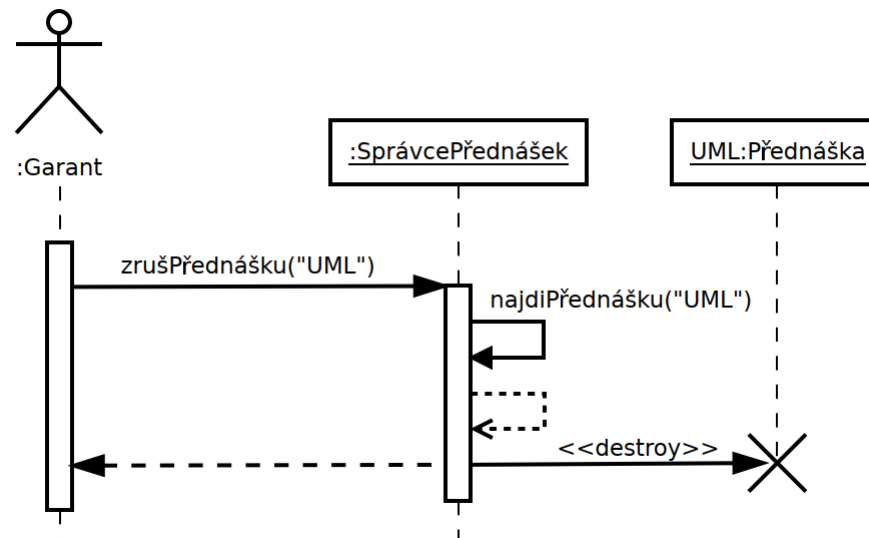 :SprávcePřednášek
UML:Přednáška
:Garant
zrušPřednášku("UML")
najdiPřednášku("UML")
<<destroy>>